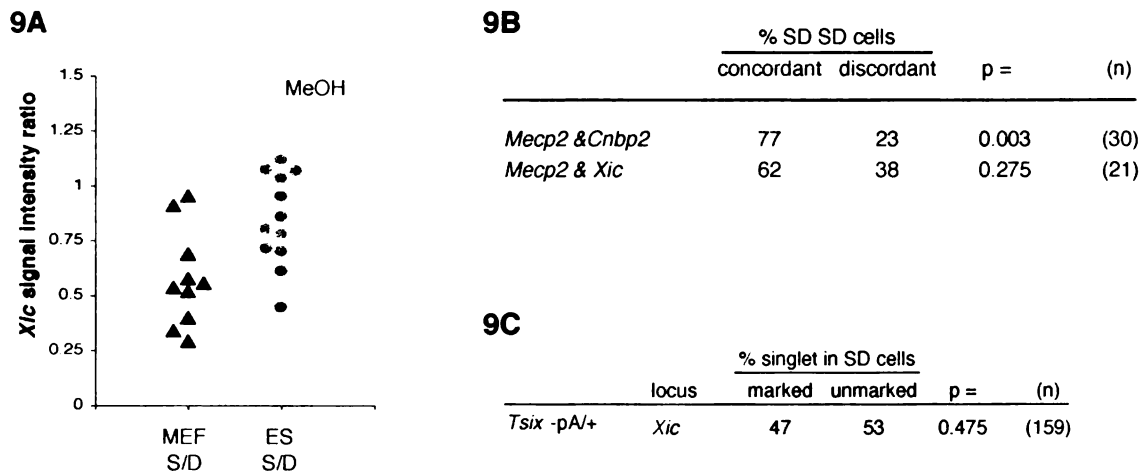 9A
Xic signal intensity ratio
1.5
1.25
1
0.75
0.5
0.25
0
MeOH
MEF
S/D
ES
S/D
9B
% SD SD cells
concordant discordant p = (n)
Mecp2 &Cnbp2 77 23 0.003 (30)
Mecp2 & Xic 62 38 0.275 (21)
9C
% singlet in SD cells
locus marked unmarked p = (n)
Tsix -pA/+ Xic 47 53 0.475 (159)